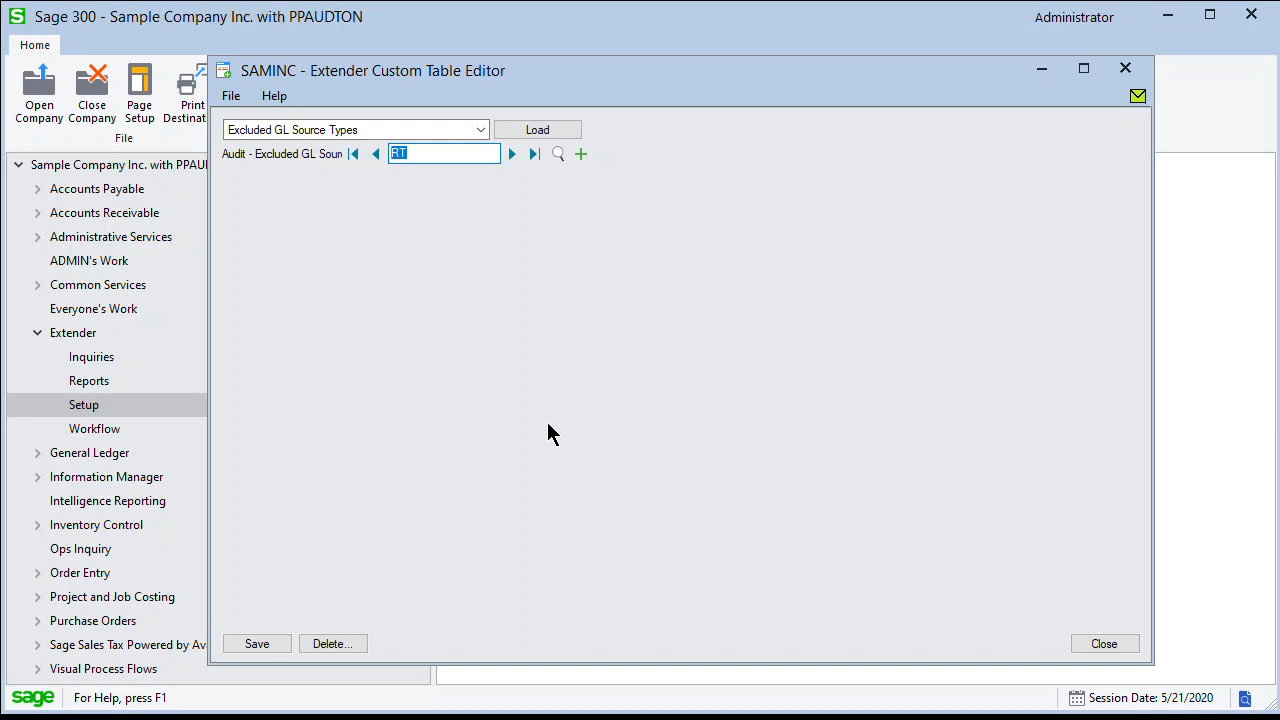 Sage 300 - Sample Company Inc. with PPAUDTON
Administrator
Home
Open Company
Close Company
Page Setup
Print Destinat
File
SAMINC - Extender Custom Table Editor
File
Help
Excluded GL Source Types
Load
Audit - Excluded GL Sour
RT
Sample Company Inc. with PPAU
Accounts Payable
Accounts Receivable
Administrative Services
ADMIN's Work
Common Services
Everyone's Work
Extender
Inquiries
Reports
Setup
Workflow
General Ledger
Information Manager
Intelligence Reporting
Inventory Control
Ops Inquiry
Order Entry
Project and Job Costing
Purchase Orders
Sage Sales Tax Powered by Av
Visual Process Flows
Save
Delete...
Close
sage
For Help, press F1
Session Date: 5/21/2020